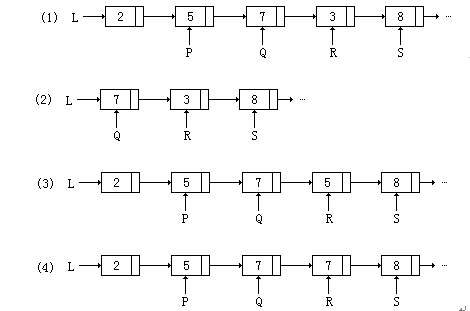 (1) L 2 5 7 3 8 …
P Q R S
(2) L 7 3 8 …
Q R S
(3) L 2 5 7 5 8 …
P Q R S
(4) L 2 5 7 7 8 …
P Q R S